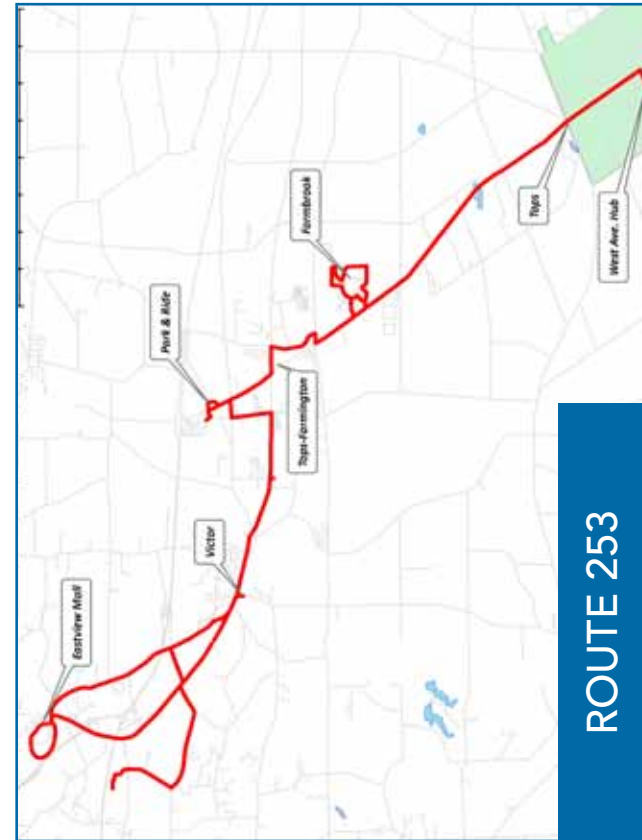 Eastview Mall
Victor
Park & Ride
Tops-Farmington
Farmbrook
Tops
West Ave. Hub
ROUTE 253